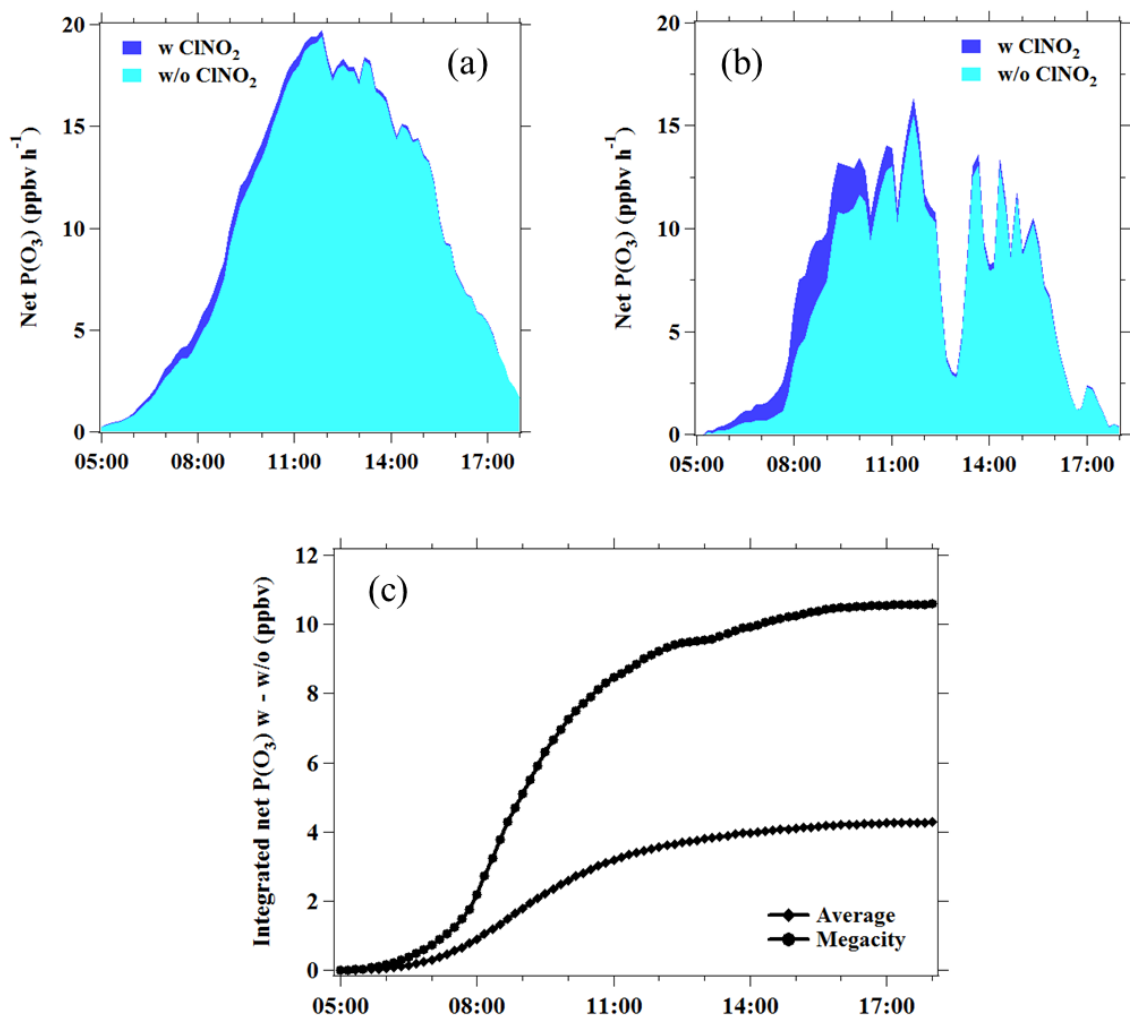 20
15
10
5
0
Net P(O₃) (ppbv h⁻¹)
w ClNO₂
w/o ClNO₂
(a)
05:00 08:00 11:00 14:00 17:00
20
15
10
5
0
Net P(O₃) (ppbv h⁻¹)
(b)
w ClNO₂
w/o ClNO₂
05:00 08:00 11:00 14:00 17:00
12
10
8
6
4
2
0
Integrated net P(O₃) w - w/o (ppbv)
(c)
Average
Megacity
05:00 08:00 11:00 14:00 17:00